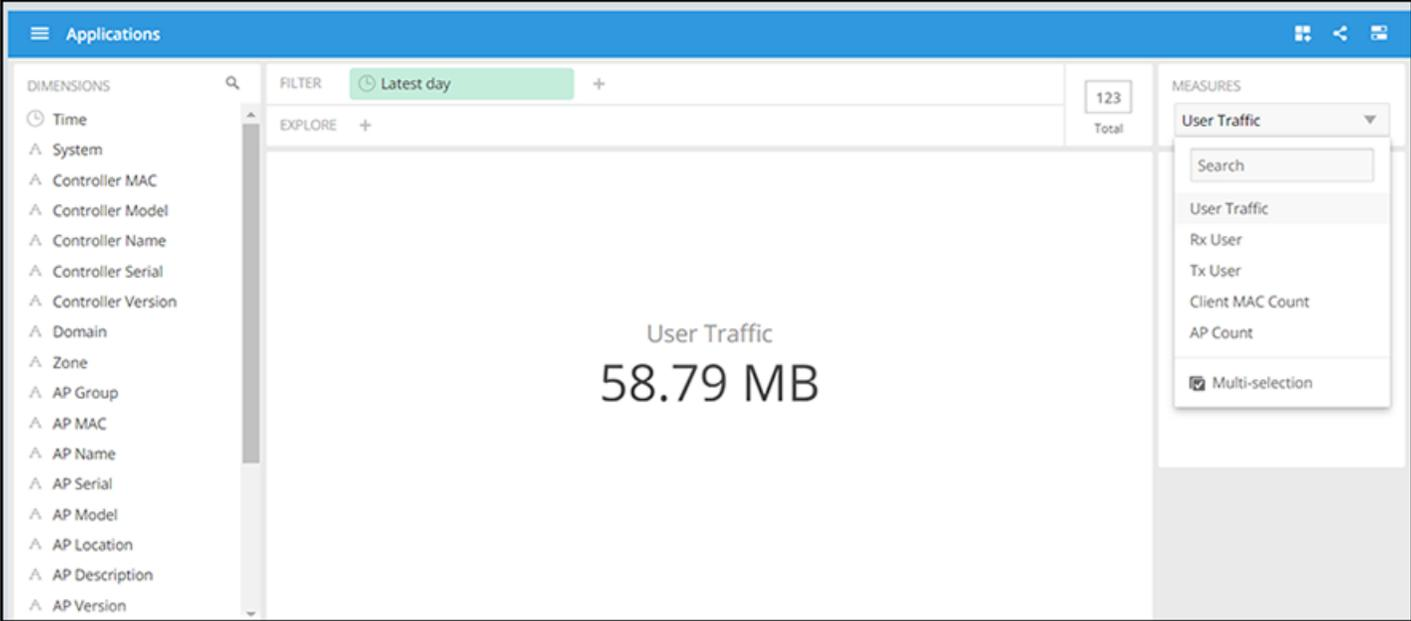 Applications
DIMENSIONS
Time
System
Controller MAC
Controller Model
Controller Name
Controller Serial
Controller Version
Domain
Zone
AP Group
AP MAC
AP Name
AP Serial
AP Model
AP Location
AP Description
AP Version
FILTER Latest day +
EXPLORE +
123
Total
User Traffic
58.79 MB
MEASURES
User Traffic
Search
User Traffic
Rx User
Tx User
Client MAC Count
AP Count
Multi-selection